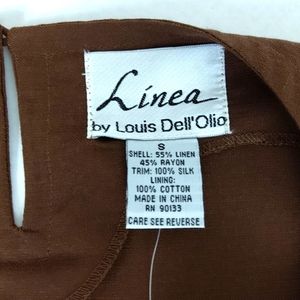 Linea
by Louis Dell'Olio
S
SHELL: 55% LINEN
45% RAYON
TRIM: 100% SILK
LINING:
100% COTTON
MADE IN CHINA
RN 90133
CARE SEE REVERSE